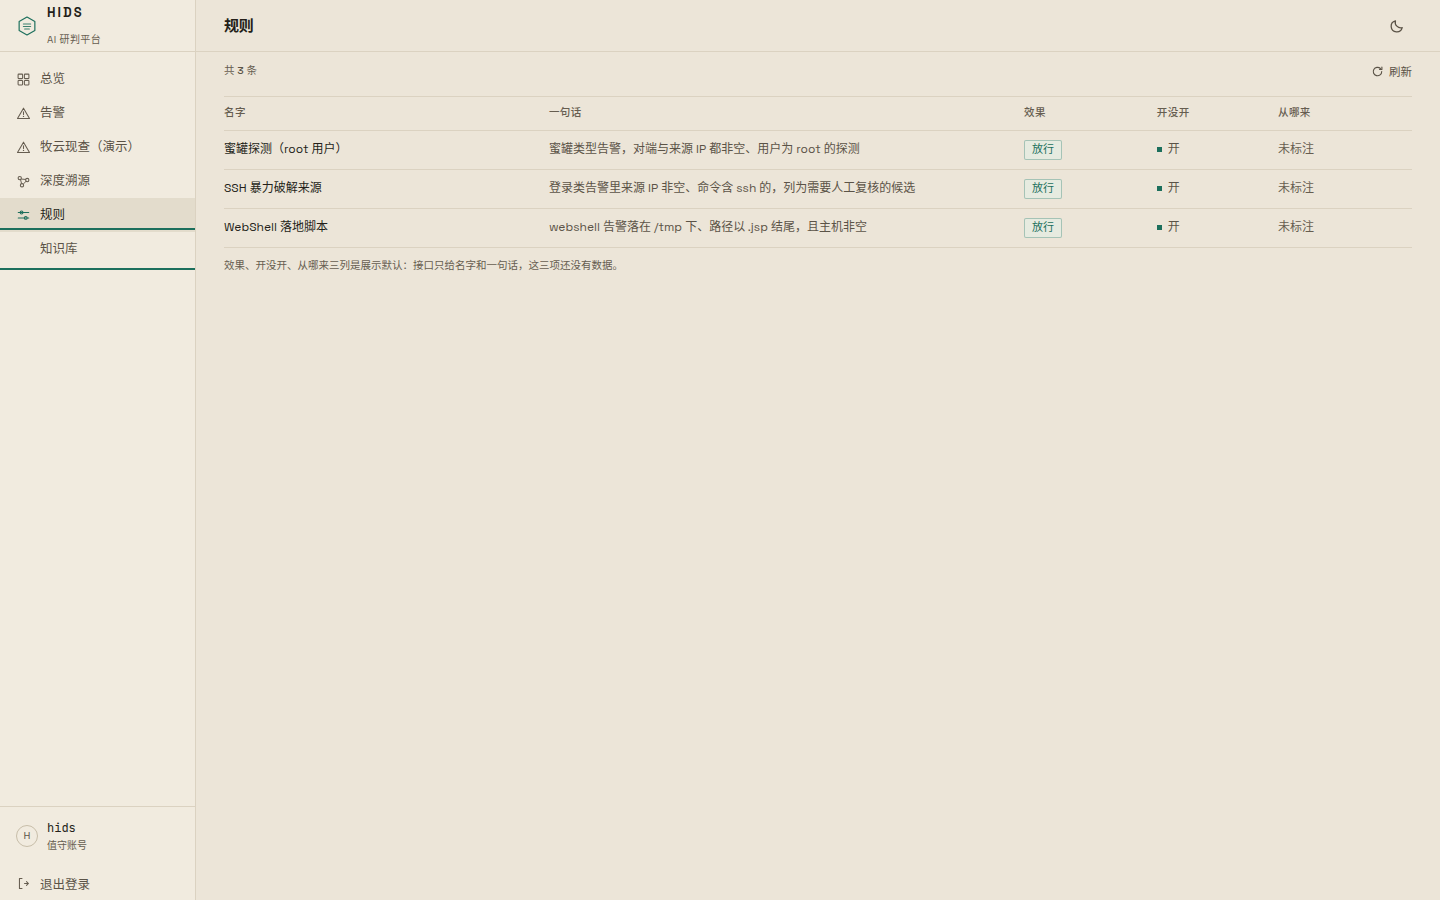 HIDS
AI 研判平台
总览
告警
牧云现查（演示）
深度溯源
规则
知识库
H
hids
值守账号
退出登录
规则
共 3 条
刷新
名字 一句话 效果 开没开 从哪来
蜜罐探测（root 用户） 蜜罐类型告警，对端与来源 IP 都非空、用户为 root 的探测 放行 开 未标注
SSH 暴力破解来源 登录类告警里来源 IP 非空、命令含 ssh 的，列为需要人工复核的候选 放行 开 未标注
WebShell 落地脚本 webshell 告警落在 /tmp 下、路径以 .jsp 结尾，且主机非空 放行 开 未标注
效果、开没开、从哪来三列是展示默认：接口只给名字和一句话，这三项还没有数据。